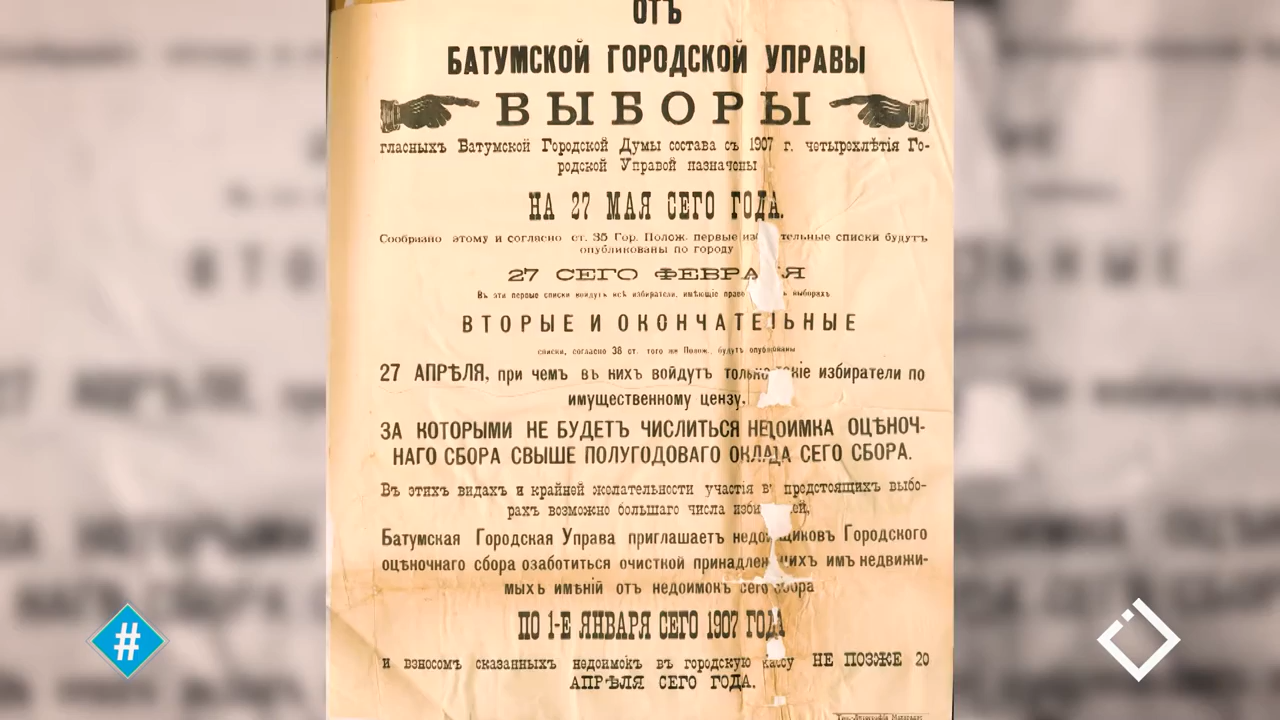 ОТЪ
БАТУМСКОЙ ГОРОДСКОЙ УПРАВЫ
ВЫБОРЫ
гласныхъ Батумской Городской Думы состава съ 1907 г. четырехлѣтія Го-
родской Управой назначены
НА 27 МАЯ СЕГО ГОДА.
Сообразно этому и согласно ст. 35 Гор. Полож. первые списки будутъ
опубликованы по городу
27 СЕГО
Въ эти первые списки войдутъ всѣ избиратели, имѣющіе право выборахъ
ВТОРЫЕ И ОКОНЧАТЕЛЬНЫЕ
списки, согласно 38 ст. того же Полож., будутъ опубликованы
27 АПРѢЛЯ, при чемъ въ нихъ войдутъ только избиратели по
имущественному цензу,
ЗА КОТОРЫМИ НЕ БУДЕТЪ ЧИСЛИТЬСЯ НЕДОИМКА ОЦѢНОЧ-
НАГО СБОРА СВЫШЕ ПОЛУГОДОВАГО ОКЛАДА СЕГО СБОРА.
Въ этихъ видахъ и крайней желательности участія въ предстоящихъ выбо-
рахъ возможно большаго числа
Батумская Городская Управа приглашаетъ Городского
оцѣночнаго сбора озаботиться очисткой имъ недвижи-
мыхъ имѣній отъ недоимокъ сего сбора
ПО 1-Е ЯНВАРЯ СЕГО 1907 ГОДА
и взносомъ сказанныхъ недоимокъ въ городскую кассу НЕ ПОЗЖЕ 20
АПРѢЛЯ СЕГО ГОДА.
#